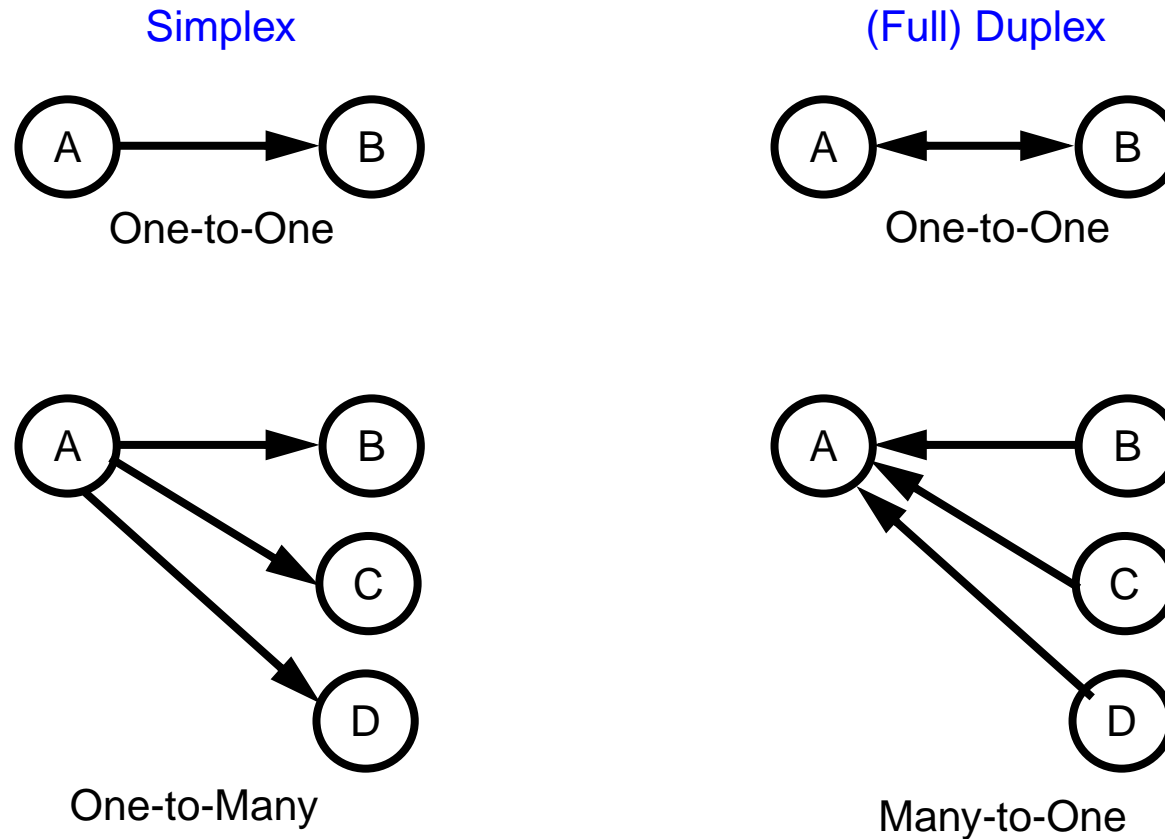 Simplex
(Full) Duplex
A
B
One-to-One
A
B
One-to-One
A
B
C
D
One-to-Many
A
B
C
D
Many-to-One